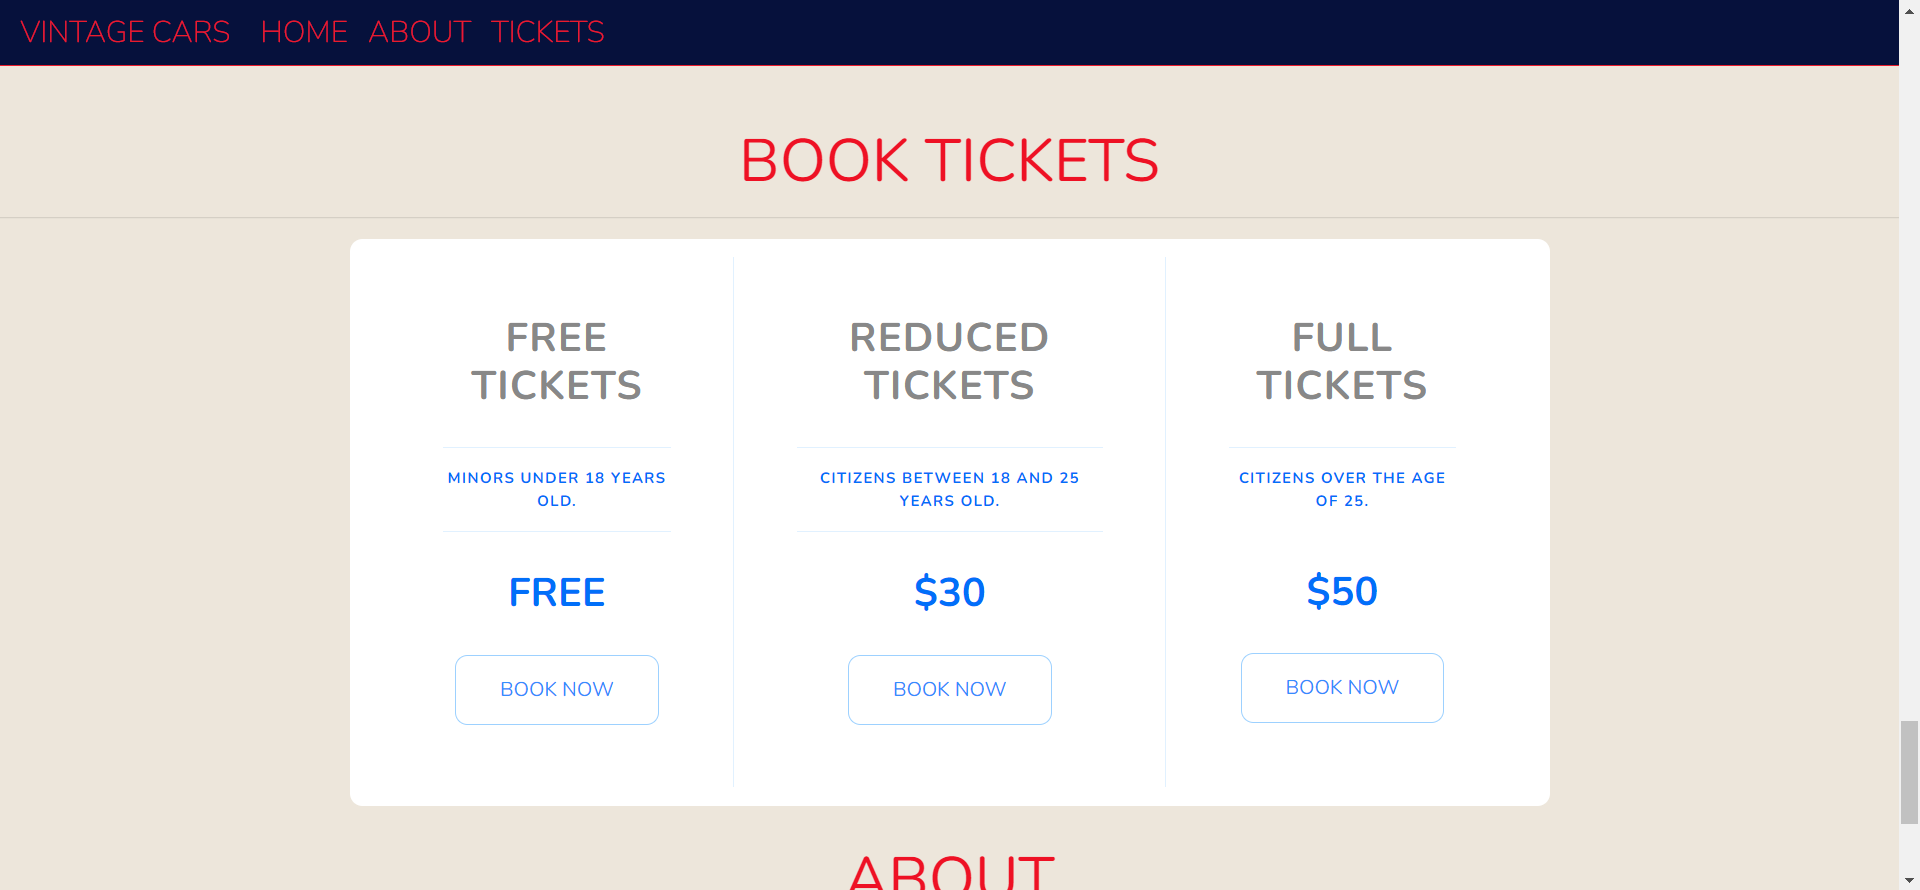 VINTAGE CARS HOME ABOUT TICKETS
BOOK TICKETS
FREE
TICKETS
MINORS UNDER 18 YEARS
OLD.
FREE
BOOK NOW
REDUCED
TICKETS
CITIZENS BETWEEN 18 AND 25
YEARS OLD.
$30
BOOK NOW
FULL
TICKETS
CITIZENS OVER THE AGE
OF 25.
$50
BOOK NOW
ABOUT